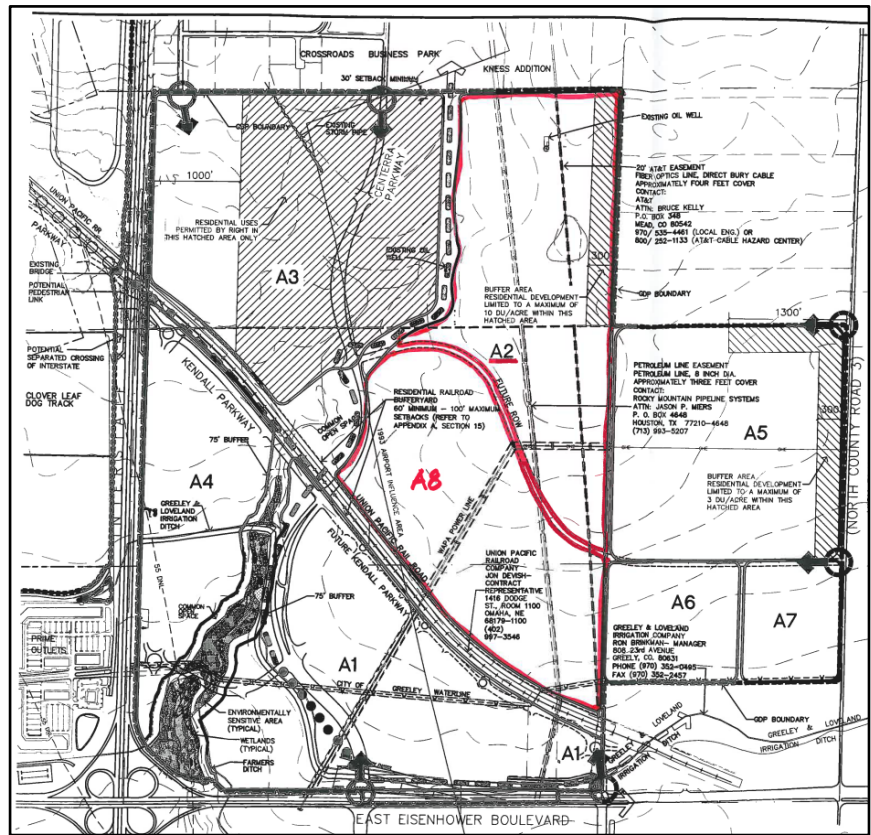 CROSSROADS BUSINESS PARK
30' SETBACK MINIMUM
KNESS ADDITION
GDP BOUNDARY
EXISTING
STORM PIPE
CENTERRA
PARKWAY
EXISTING OIL WELL
20' AT&T EASEMENT
FIBER OPTICS LINE, DIRECT BURY CABLE
APPROXIMATELY FOUR FEET COVER
CONTACT:
AT&T
ATTN: BRUCE KELLY
P.O. BOX 348
MEAD, CO 80542
970/ 535-4461 (LOCAL ENG.) OR
800/ 252-1133 (AT&T CABLE HAZARD CENTER)
1000'
UNION PACIFIC RR
PARKWAY
RESIDENTIAL USES
PERMITTED BY RIGHT IN
THIS HATCHED AREA ONLY
EXISTING OIL
WELL
300'
EXISTING
BRIDGE
POTENTIAL
PEDESTRIAN
LINK
A3
BUFFER AREA
RESIDENTIAL DEVELOPMENT
LIMITED TO A MAXIMUM OF
10 DU/ACRE WITHIN THIS
HATCHED AREA
GDP BOUNDARY
1300'
POTENTIAL
SEPARATED CROSSING
OF INTERSTATE
A2
FUTURE ROW
KENDALL PARKWAY
CLOVER LEAF
DOG TRACK
RESIDENTIAL RAILROAD
BUFFERYARD
60' MINIMUM - 100' MAXIMUM
SETBACKS (REFER TO
APPENDIX A, SECTION 15)
PETROLEUM LINE EASEMENT
PETROLEUM LINE, 8 INCH DIA.
APPROXIMATELY THREE FEET COVER
CONTACT:
ROCKY MOUNTAIN PIPELINE SYSTEMS
ATTN: JASON P. MIERS
P. O. BOX 4648
HOUSTON, TX 77210-4648
(713) 993-5207
300'
(NORTH COUNTY ROAD 3)
COMMON
OPEN SPACE
1993 AIRPORT INFLUENCE AREA
75' BUFFER
A5
A4
A8
BUFFER AREA
RESIDENTIAL DEVELOPMENT
LIMITED TO A MAXIMUM OF
3 DU/ACRE WITHIN THIS
HATCHED AREA
GREELEY &
LOVELAND
IRRIGATION
DITCH
WAPA POWER LINE
UNION PACIFIC RAIL ROAD
FUTURE KENDALL PARKWAY
UNION PACIFIC
RAILROAD
COMPANY
JON DEVISH-
CONTRACT
REPRESENTATIVE
1416 DODGE
ST., ROOM 1100
OMAHA, NE
68179-1100
(402)
997-3546
55 DNL
75' BUFFER
COMMON
OPEN SPACE
A6
A7
GREELEY & LOVELAND
IRRIGATION COMPANY
RON BRINKMAN- MANAGER
808 23rd AVENUE
GREELY, CO. 80631
PHONE (970) 352-0495
FAX (970) 352-2457
PRIME
OUTLETS
A1
CITY OF GREELEY WATERLINE
ENVIRONMENTALLY
SENSITIVE AREA
(TYPICAL)
WETLANDS
(TYPICAL)
FARMERS
DITCH
GDP BOUNDARY
GREELEY & LOVELAND
IRRIGATION DITCH
A1
GREELEY & LOVELAND
IRRIGATION DITCH
EAST EISENHOWER BOULEVARD